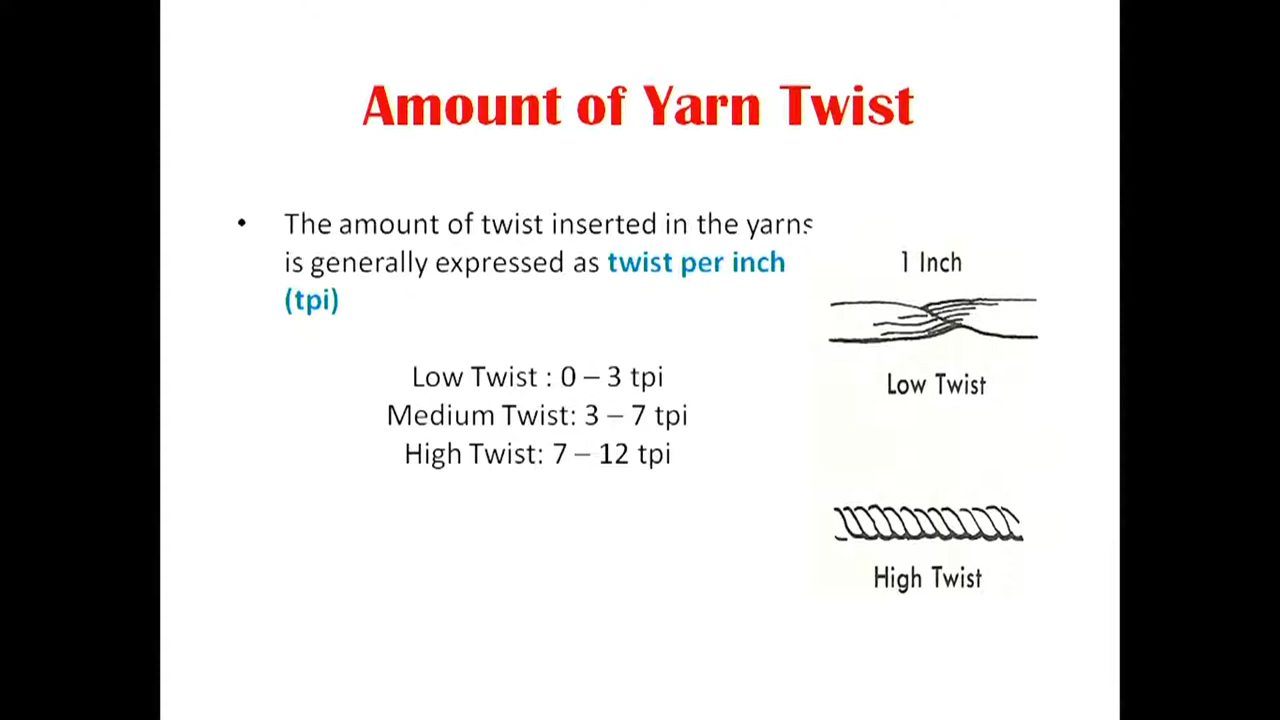 Amount of Yarn Twist
• The amount of twist inserted in the yarns
is generally expressed as twist per inch
(tpi)
Low Twist : 0 – 3 tpi
Medium Twist: 3 – 7 tpi
High Twist: 7 – 12 tpi
1 Inch
Low Twist
High Twist